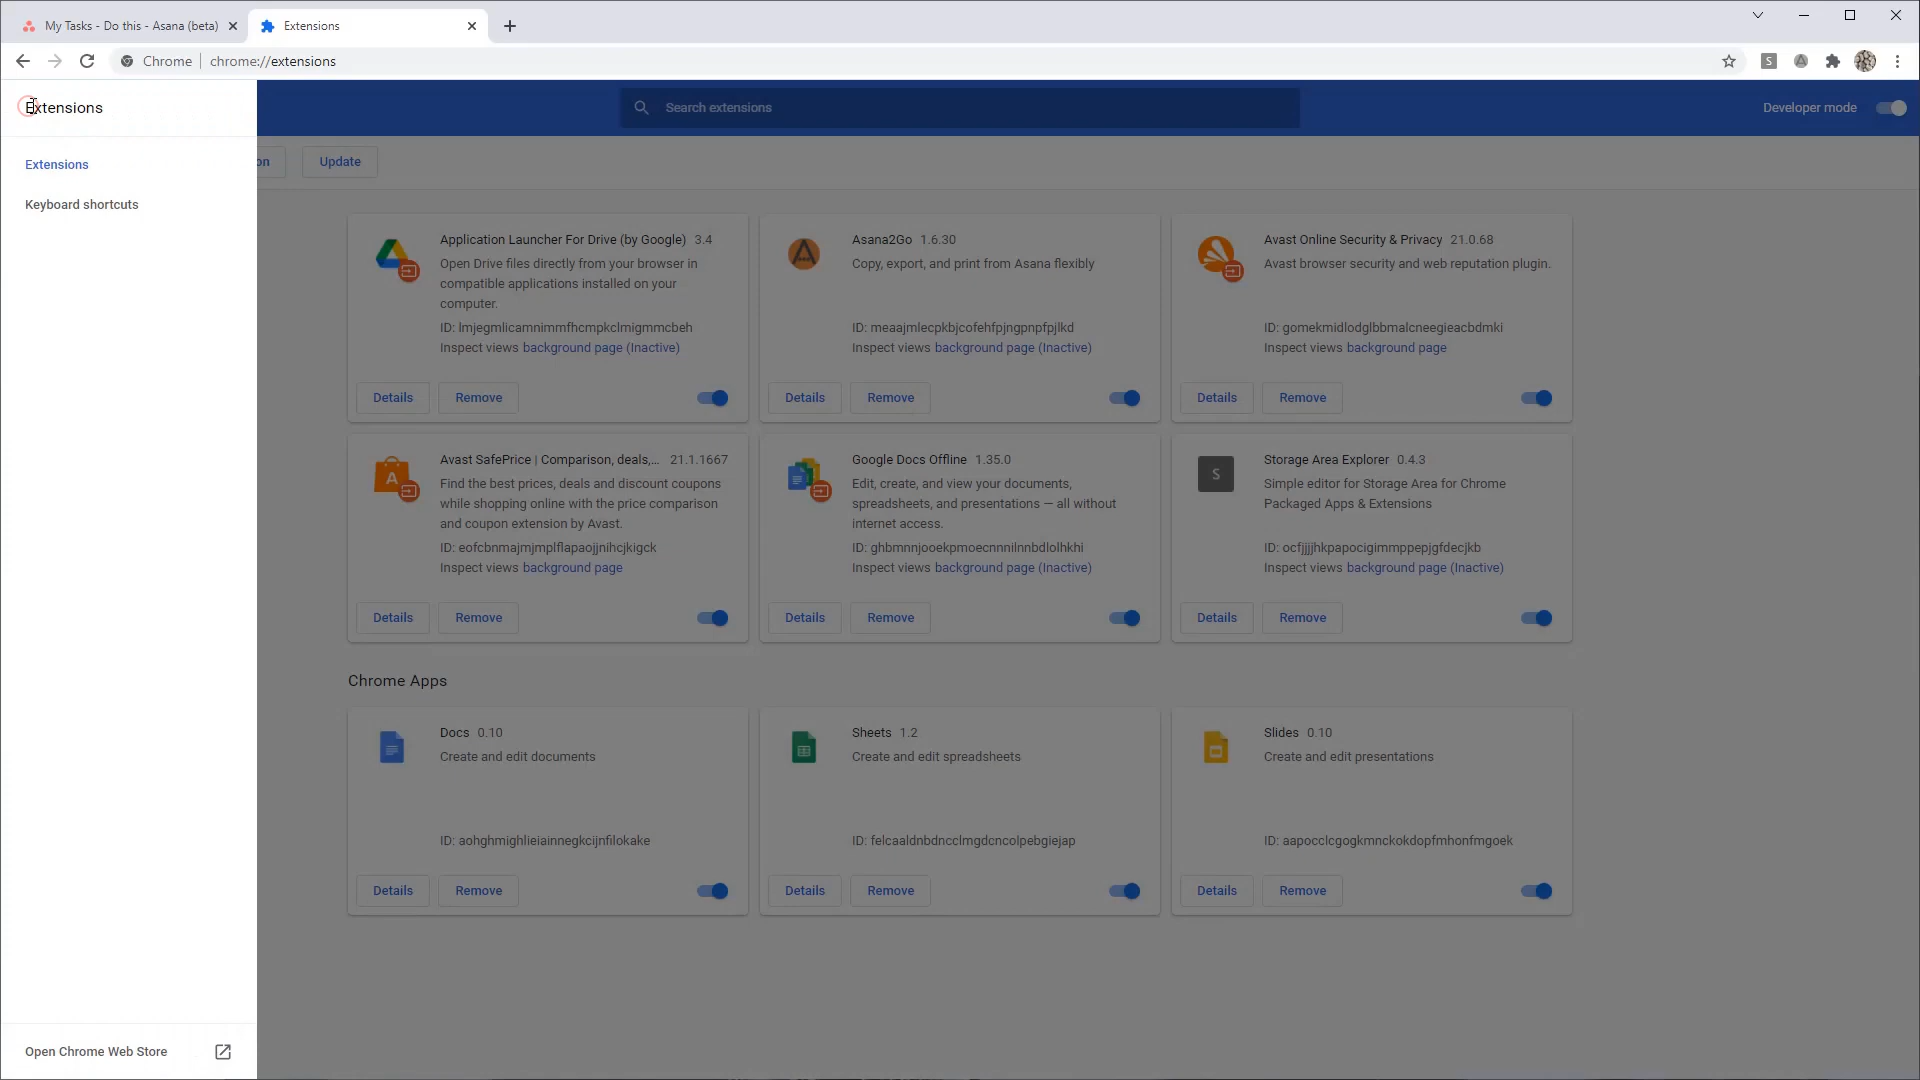 My Tasks - Do this - Asana (beta)
Extensions
Chrome
chrome://extensions
S
Extensions
Search extensions
Developer mode
Extensions
Keyboard shortcuts
on
Update
Application Launcher For Drive (by Google) 3.4
Open Drive files directly from your browser in
compatible applications installed on your
computer.
ID: lmjegmlicamnimmfhcmpkclmigmmcbeh
Inspect views background page (Inactive)
Details
Remove
Asana2Go 1.6.30
Copy, export, and print from Asana flexibly
ID: meaajmlecpkbjcofehfpjngpnpfpjlkd
Inspect views background page (Inactive)
Details
Remove
Avast Online Security & Privacy 21.0.68
Avast browser security and web reputation plugin.
ID: gomekmidlodglbbmalcneegieacbdmki
Inspect views background page
Details
Remove
A
Avast SafePrice | Comparison, deals,... 21.1.1667
Find the best prices, deals and discount coupons
while shopping online with the price comparison
and coupon extension by Avast.
ID: eofcbnmajmjmplflapaojjnihcjkigck
Inspect views background page
Details
Remove
Google Docs Offline 1.35.0
Edit, create, and view your documents,
spreadsheets, and presentations — all without
internet access.
ID: ghbmnnjooekpmoecnnnilnnbdlolhkhi
Inspect views background page (Inactive)
Details
Remove
S
Storage Area Explorer 0.4.3
Simple editor for Storage Area for Chrome
Packaged Apps & Extensions
ID: ocfjjjjhkpapocigimmppepjgfdecjkb
Inspect views background page (Inactive)
Details
Remove
Chrome Apps
Docs 0.10
Create and edit documents
ID: aohghmighlieiainnegkcijnfilokake
Details
Remove
Sheets 1.2
Create and edit spreadsheets
ID: felcaaldnbdncclmgdcncolpebgiejap
Details
Remove
Slides 0.10
Create and edit presentations
ID: aapocclcgogkmnckokdopfmhonfmgoek
Details
Remove
Open Chrome Web Store